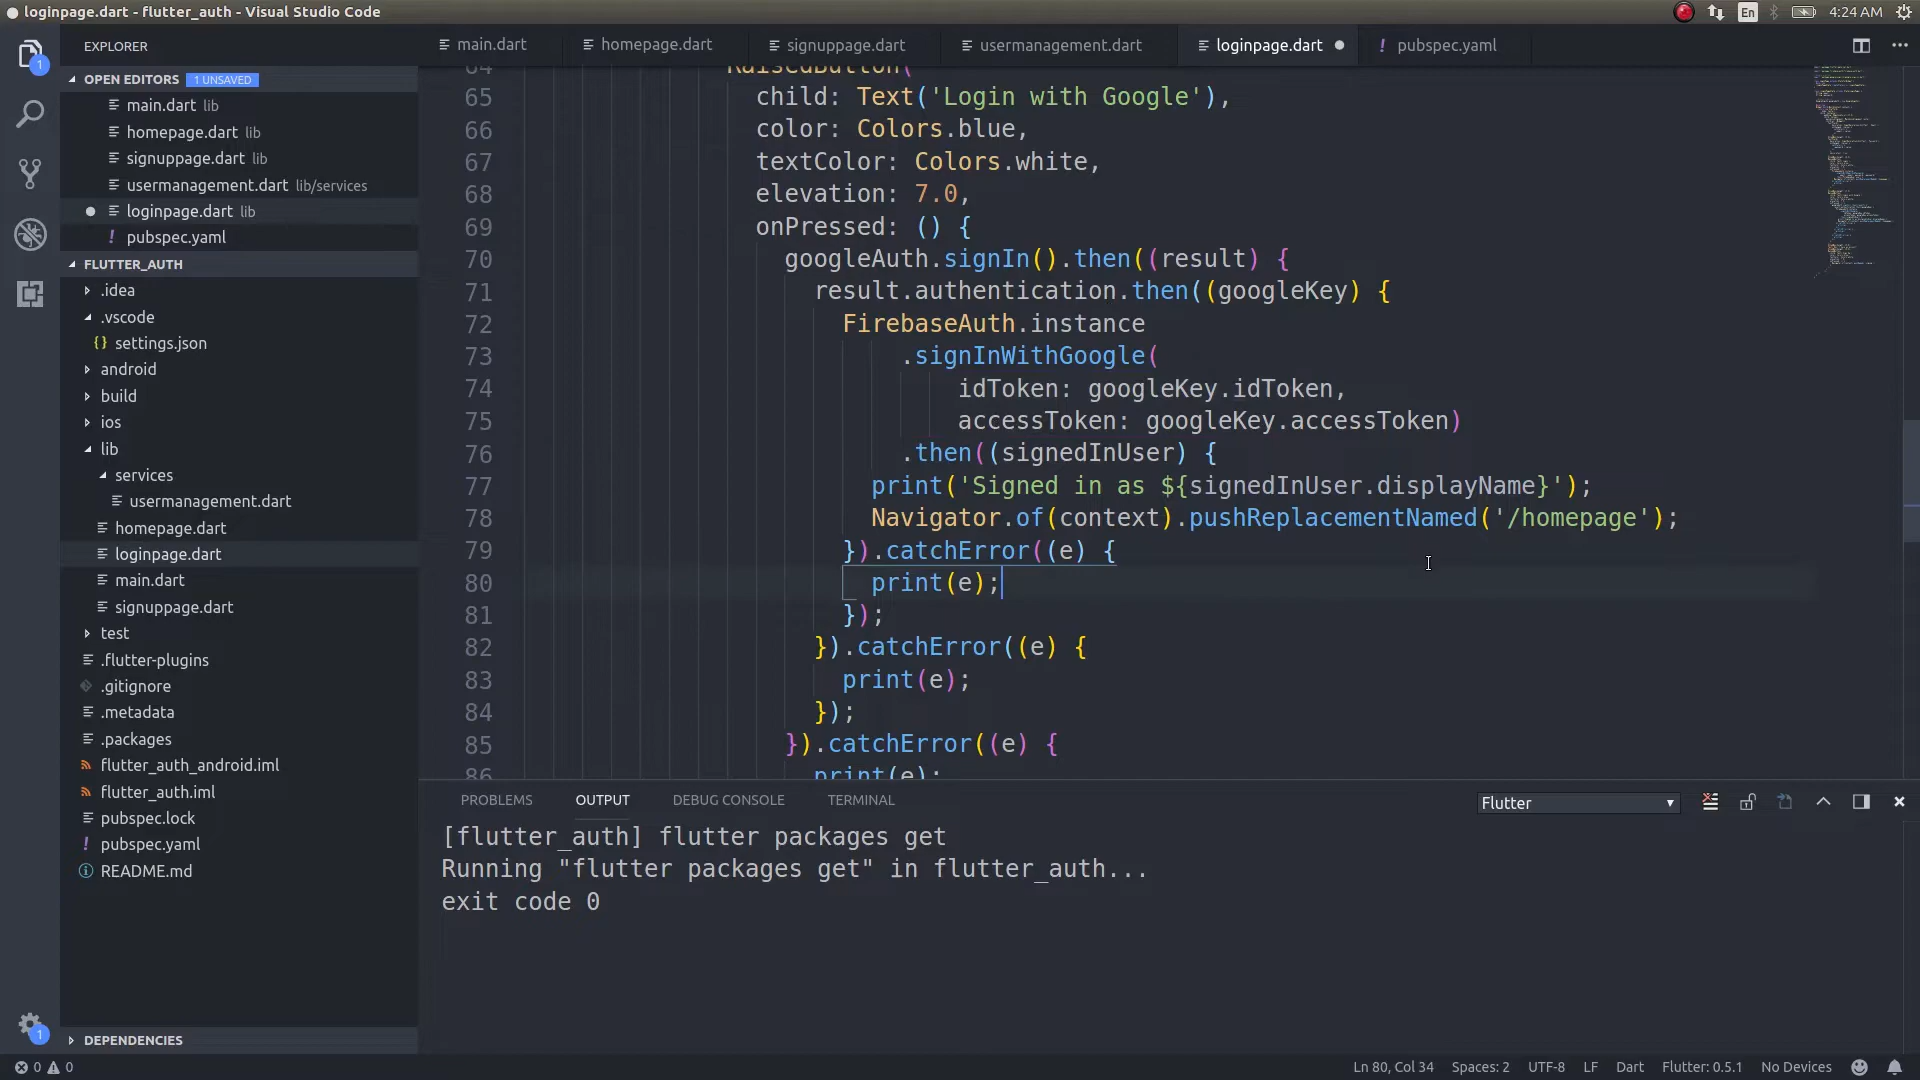 loginpage.dart - flutter_auth - Visual Studio Code
En
4:24 AM
EXPLORER
OPEN EDITORS 1 UNSAVED
main.dart lib
homepage.dart lib
signuppage.dart lib
usermanagement.dart lib/services
loginpage.dart lib
! pubspec.yaml
FLUTTER_AUTH
.idea
.vscode
{} settings.json
android
build
ios
lib
services
usermanagement.dart
homepage.dart
loginpage.dart
main.dart
signuppage.dart
test
.flutter-plugins
.gitignore
.metadata
.packages
flutter_auth_android.iml
flutter_auth.iml
pubspec.lock
! pubspec.yaml
README.md
DEPENDENCIES
1
1
main.dart
homepage.dart
signuppage.dart
usermanagement.dart
loginpage.dart
! pubspec.yaml
64 RaisedButton(
65 child: Text('Login with Google'),
66 color: Colors.blue,
67 textColor: Colors.white,
68 elevation: 7.0,
69 onPressed: () {
70 googleAuth.signIn().then((result) {
71 result.authentication.then((googleKey) {
72 FirebaseAuth.instance
73 .signInWithGoogle(
74 idToken: googleKey.idToken,
75 accessToken: googleKey.accessToken)
76 .then((signedInUser) {
77 print('Signed in as ${signedInUser.displayName}');
78 Navigator.of(context).pushReplacementNamed('/homepage');
79 }).catchError((e) {
80 print(e);
81 });
82 }).catchError((e) {
83 print(e);
84 });
85 }).catchError((e) {
86 print(e);
PROBLEMS OUTPUT DEBUG CONSOLE TERMINAL
Flutter
[flutter_auth] flutter packages get
Running "flutter packages get" in flutter_auth...
exit code 0
0 0
Ln 80, Col 34 Spaces: 2 UTF-8 LF Dart Flutter: 0.5.1 No Devices